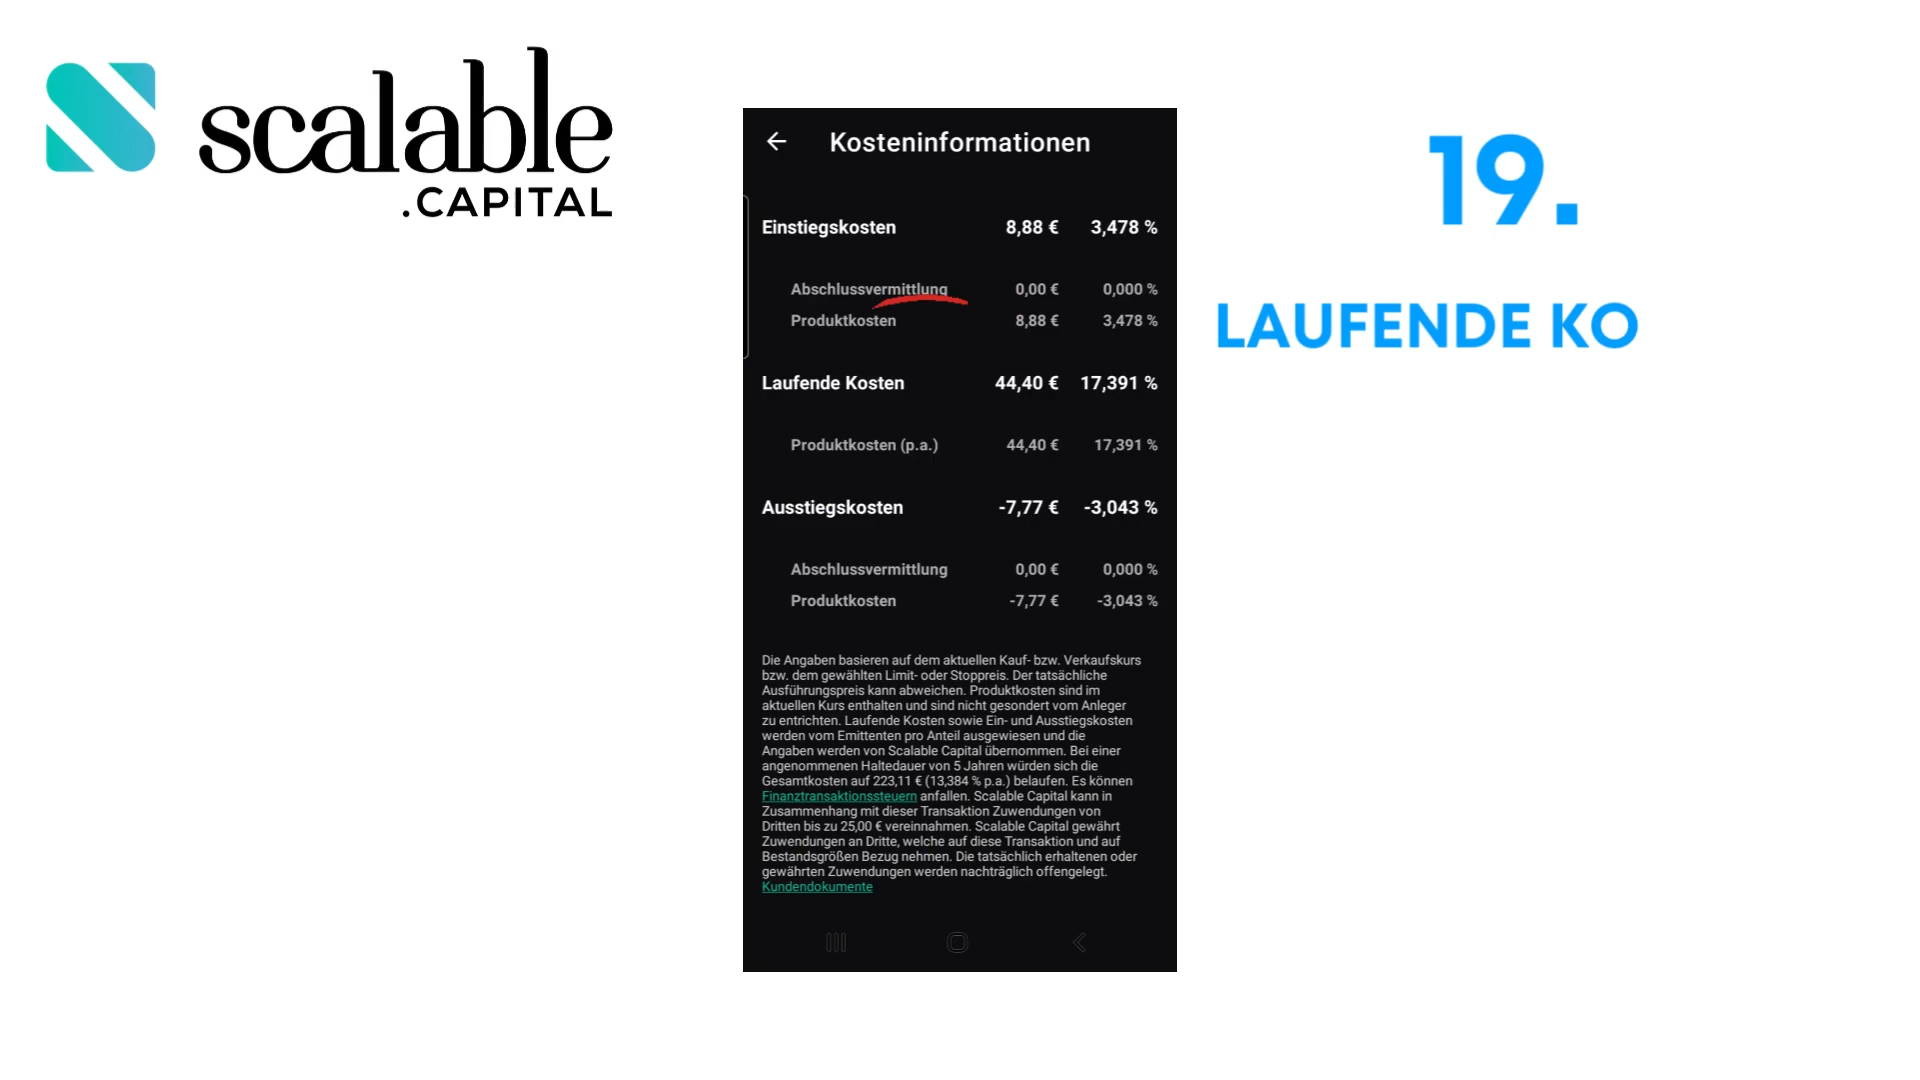 scalable
.CAPITAL
Kosteninformationen
Einstiegskosten 8,88 € 3,478 %
Abschlussvermittlung 0,00 € 0,000 %
Produktkosten 8,88 € 3,478 %
Laufende Kosten 44,40 € 17,391 %
Produktkosten (p.a.) 44,40 € 17,391 %
Ausstiegskosten -7,77 € -3,043 %
Abschlussvermittlung 0,00 € 0,000 %
Produktkosten -7,77 € -3,043 %
Die Angaben basieren auf dem aktuellen Kauf- bzw. Verkaufskurs
bzw. dem gewählten Limit- oder Stoppreis. Der tatsächliche
Ausführungspreis kann abweichen. Produktkosten sind im
aktuellen Kurs enthalten und sind nicht gesondert vom Anleger
zu entrichten. Laufende Kosten sowie Ein- und Ausstiegskosten
werden vom Emittenten pro Anteil ausgewiesen und die
Angaben werden von Scalable Capital übernommen. Bei einer
angenommenen Haltedauer von 5 Jahren würden sich die
Gesamtkosten auf 223,11 € (13,384 % p.a.) belaufen. Es können
Finanztransaktionssteuern anfallen. Scalable Capital kann in
Zusammenhang mit dieser Transaktion Zuwendungen von
Dritten bis zu 25,00 € vereinnahmen. Scalable Capital gewährt
Zuwendungen an Dritte, welche auf diese Transaktion und auf
Bestandsgrößen Bezug nehmen. Die tatsächlich erhaltenen oder
gewährten Zuwendungen werden nachträglich offengelegt.
Kundendokumente
19.
LAUFENDE KO